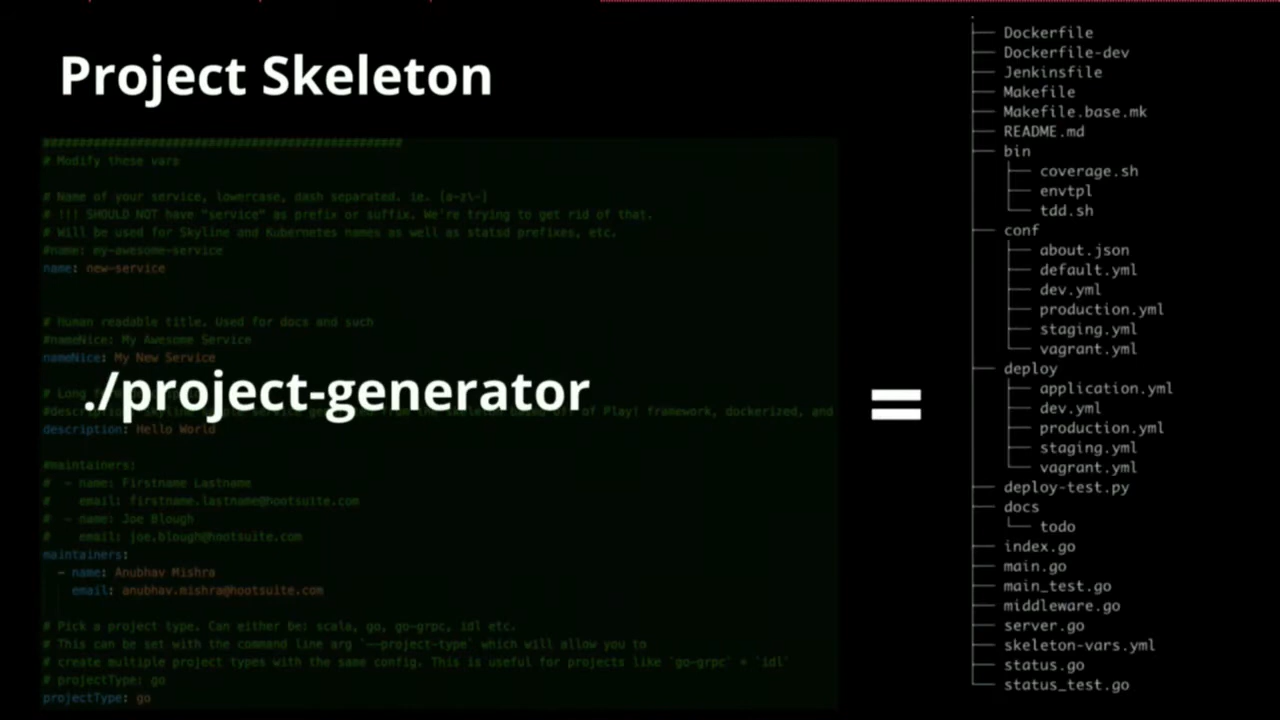 Project Skeleton
##################################################
# Modify these vars
# Name of your service, lowercase, dash separated. ie. [a-z\-]
# !!! SHOULD NOT have "service" as prefix or suffix. We're trying to get rid of that.
# Will be used for Skyline and Kubernetes names as well as statsd prefixes, etc.
#name: my-awesome-service
name: new-service
# Human readable title. Used for docs and such
#nameNice: My Awesome Service
nameNice: My New Service
# Long
./project-generator
of Play! framework, dockerized, and
description: Hello World
#maintainers:
#  - name: Firstname Lastname
#    email: firstname.lastname@hootsuite.com
#  - name: Joe Blough
#    email: joe.blough@hootsuite.com
maintainers:
- name: Anubhav Mishra
email: anubhav.mishra@hootsuite.com
# Pick a project type. Can either be: scala, go, go-grpc, idl etc.
# This can be set with the command line arg `--project-type` which will allow you to
# create multiple project types with the same config. This is useful for projects like `go-grpc` + `idl`
# projectType: go
projectType: go
=
.
Dockerfile
Dockerfile-dev
Jenkinsfile
Makefile
Makefile.base.mk
README.md
bin
coverage.sh
envtpl
tdd.sh
conf
about.json
default.yml
dev.yml
production.yml
staging.yml
vagrant.yml
deploy
application.yml
dev.yml
production.yml
staging.yml
vagrant.yml
deploy-test.py
docs
todo
index.go
main.go
main_test.go
middleware.go
server.go
skeleton-vars.yml
status.go
status_test.go